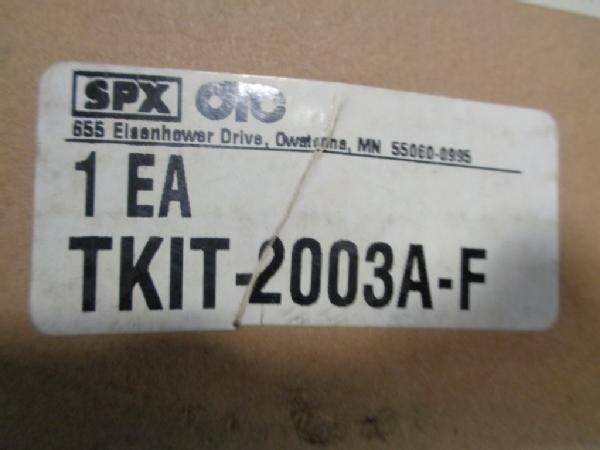 SPX OTC
655 Eisenhower Drive, Owatonna, MN 55060-0995
1 EA
TKIT-2003A-F